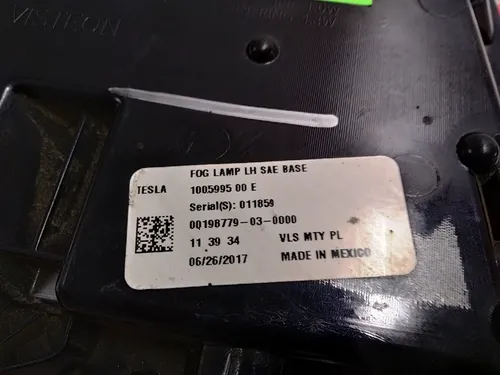 VISTEON
FOG LAMP LH SAE BASE
TESLA 1005995 00 E
Serial(S): 011859
00198779-03-0000
11 39 34 VLS MTY PL
06/26/2017 MADE IN MEXICO